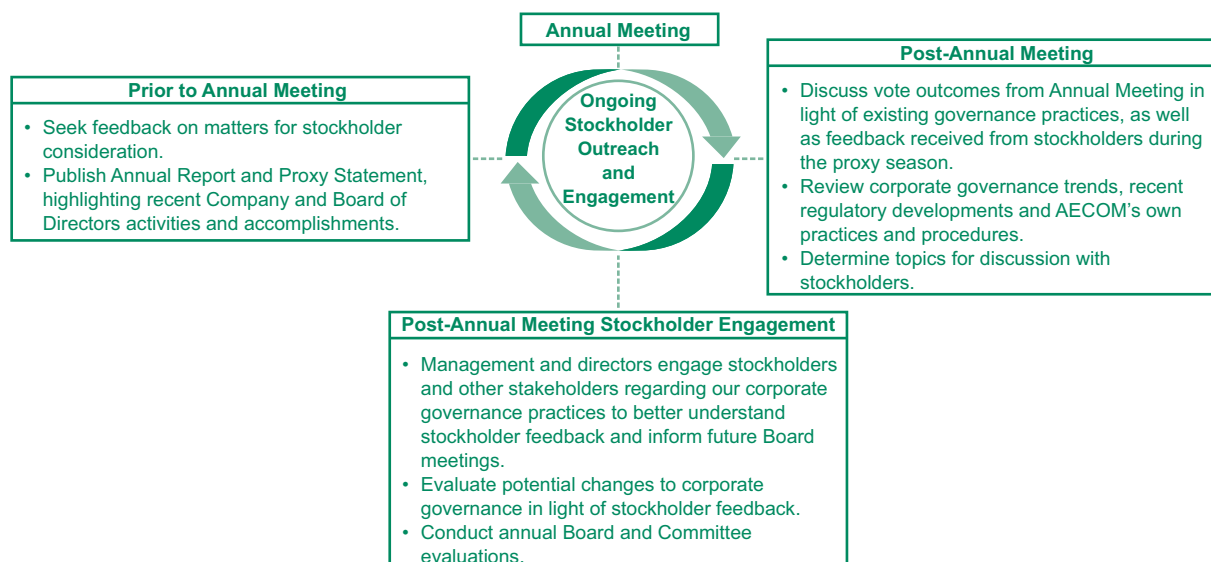 Annual Meeting
Prior to Annual Meeting
• Seek feedback on matters for stockholder
consideration.
• Publish Annual Report and Proxy Statement,
highlighting recent Company and Board of
Directors activities and accomplishments.
Ongoing
Stockholder
Outreach
and
Engagement
Post-Annual Meeting
• Discuss vote outcomes from Annual Meeting in
light of existing governance practices, as well
as feedback received from stockholders during
the proxy season.
• Review corporate governance trends, recent
regulatory developments and AECOM’s own
practices and procedures.
• Determine topics for discussion with
stockholders.
Post-Annual Meeting Stockholder Engagement
• Management and directors engage stockholders
and other stakeholders regarding our corporate
governance practices to better understand
stockholder feedback and inform future Board
meetings.
• Evaluate potential changes to corporate
governance in light of stockholder feedback.
• Conduct annual Board and Committee
evaluations.